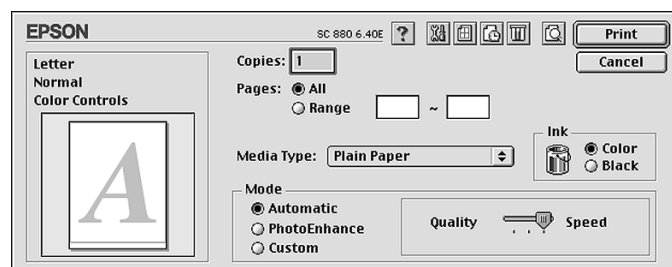 EPSON
SC 880 6.40E
?
Print
Cancel
Letter
Normal
Color Controls
A
Copies: 1
Pages: All
Range ~
Media Type: Plain Paper
Ink
Color
Black
Mode
Automatic
PhotoEnhance
Custom
Quality Speed